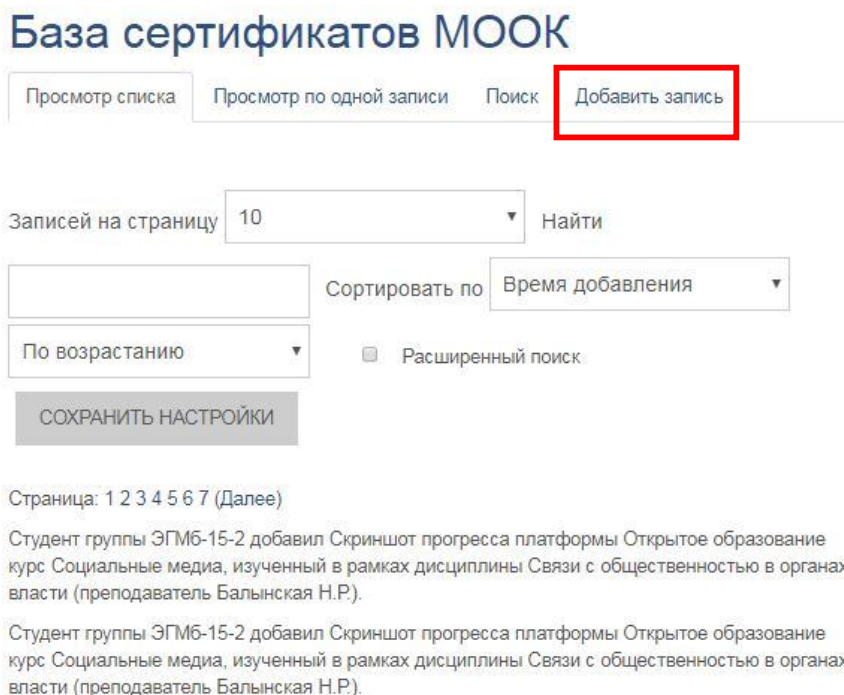 База сертификатов МООК
Просмотр списка Просмотр по одной записи Поиск Добавить запись
Записей на страницу 10 Найти
Сортировать по Время добавления
По возрастанию Расширенный поиск
СОХРАНИТЬ НАСТРОЙКИ
Страница: 1 2 3 4 5 6 7 (Далее)
Студент группы ЭГМб-15-2 добавил Скриншот прогресса платформы Открытое образование
курс Социальные медиа, изученный в рамках дисциплины Связи с общественностью в органах
власти (преподаватель Балынская Н.Р.).
Студент группы ЭГМб-15-2 добавил Скриншот прогресса платформы Открытое образование
курс Социальные медиа, изученный в рамках дисциплины Связи с общественностью в органах
власти (преподаватель Балынская Н.Р.).